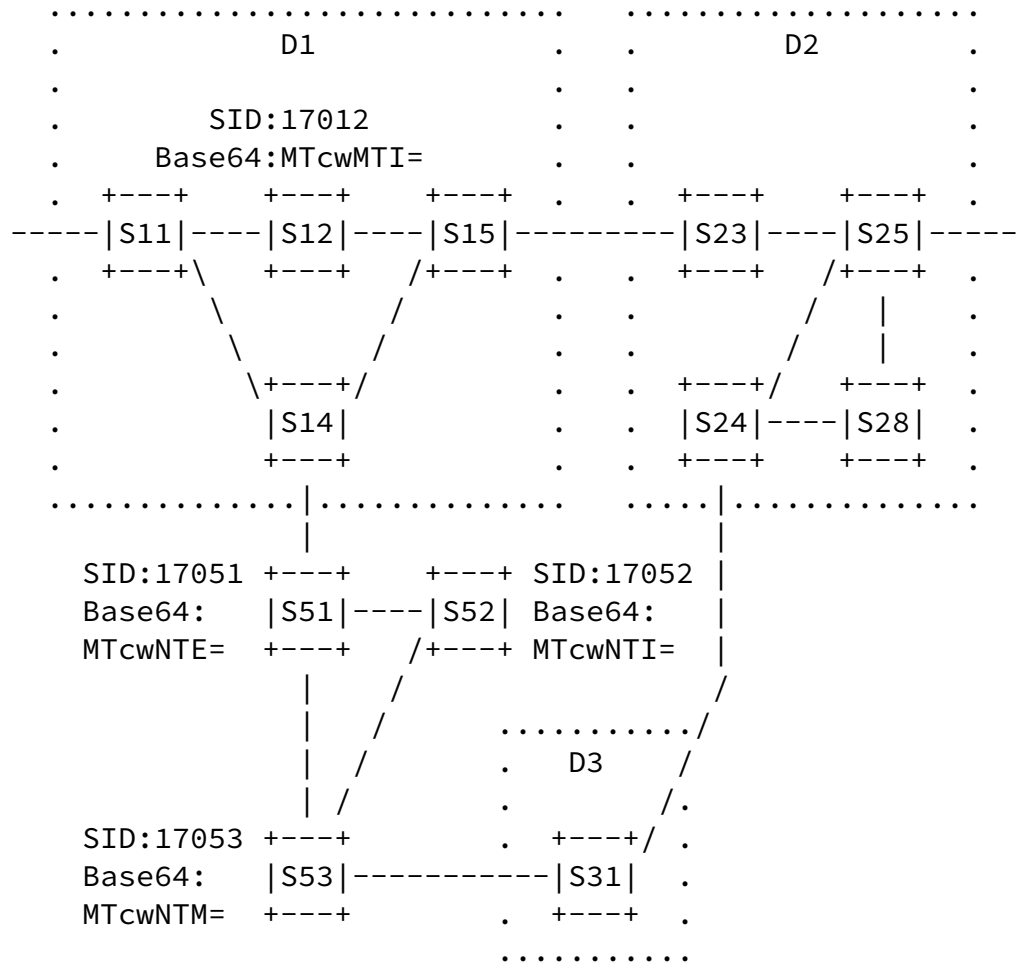 D1 D2
SID:17012
Base64:MTcwMTI=
S11 S12 S15 S23 S25
S14 S24 S28
SID:17051 SID:17052
Base64: S51 S52 Base64:
MTcwNTE= MTcwNTI=
D3
SID:17053
Base64: S53 S31
MTcwNTM=